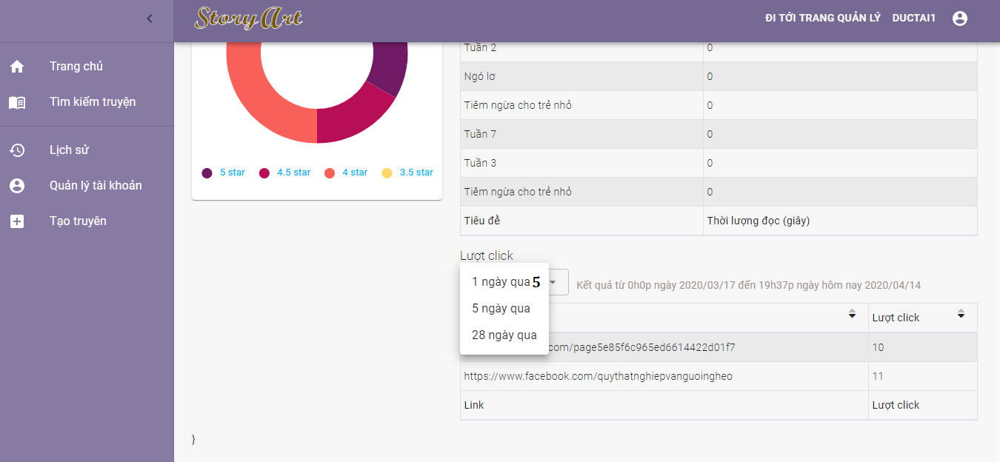 Story Art
ĐI TỚI TRANG QUẢN LÝ DUCTAI1
Trang chủ
Tìm kiếm truyện
Lịch sử
Quản lý tài khoản
Tạo truyên
5 star 4.5 star 4 star 3.5 star
Tuần 2 0
Ngó lơ 0
Tiêm ngừa cho trẻ nhỏ 0
Tuần 7 0
Tuần 3 0
Tiêm ngừa cho trẻ nhỏ 0
Tiêu đề Thời lượng đọc (giây)
Lượt click
1 ngày qua 5
5 ngày qua
28 ngày qua
Kết quả từ 0h0p ngày 2020/03/17 đến 19h37p ngày hôm nay 2020/04/14
Lượt click
com/page5e85f6c965ed6614422d01f7 10
https://www.facebook.com/quythatnghiepvanguoingheo 11
Link Lượt click
}